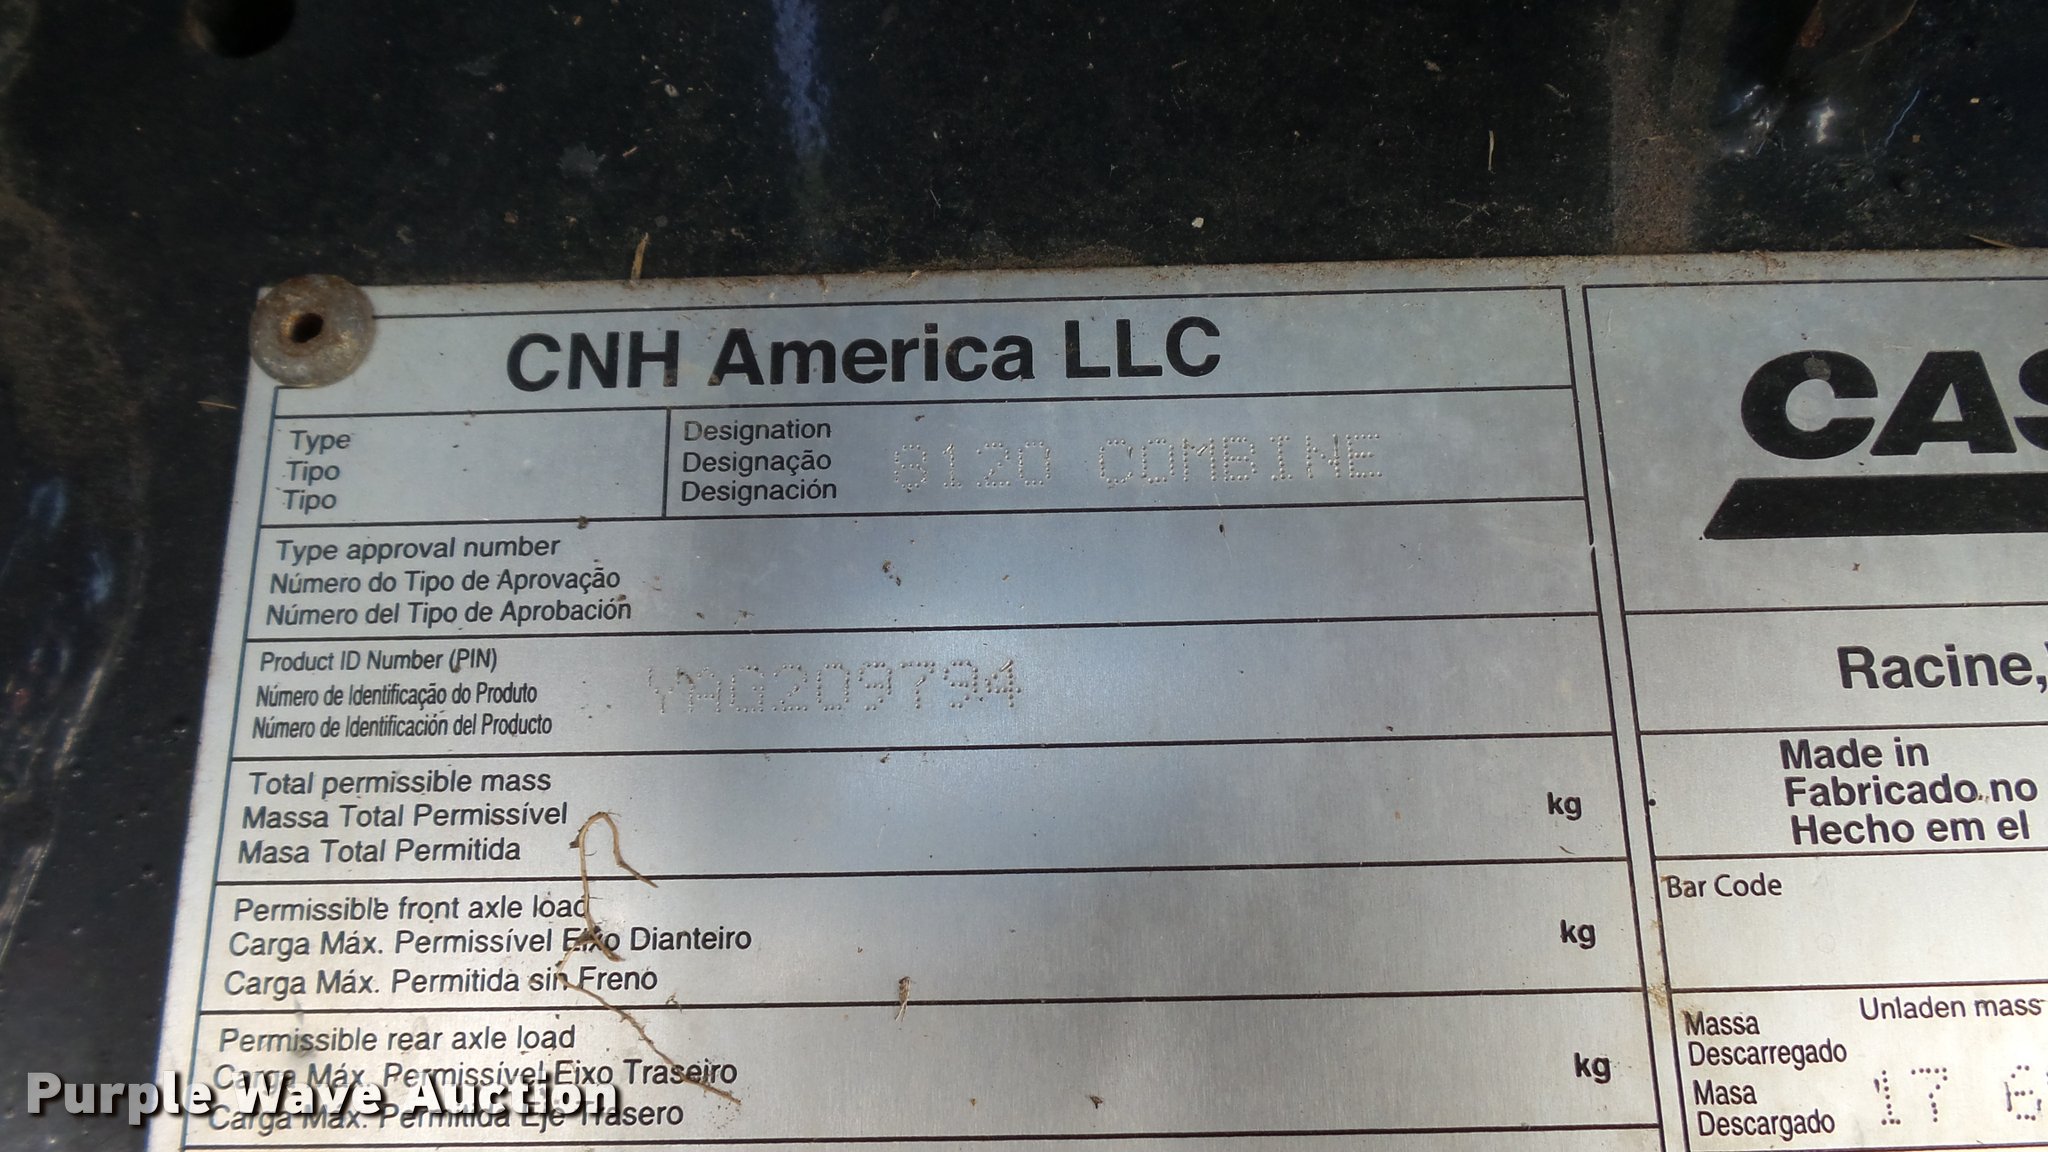 CNH America LLC
Type
Tipo
Tipo
Designation
Designação
Designación
8120 COMBINE
Type approval number
Número do Tipo de Aprovação
Número del Tipo de Aprobación
Product ID Number (PIN)
Número de Identificação do Produto
Número de Identificación del Producto
YAG209794
Total permissible mass
Massa Total Permissível
Masa Total Permitida
kg
Permissible front axle load
Carga Máx. Permissível Eixo Dianteiro
Carga Máx. Permitida sin Freno
kg
Permissible rear axle load
Carga Máx. Permissível Eixo Traseiro
Carga Máx. Permitida Eje Trasero
kg
CAS
Racine,
Made in
Fabricado no
Hecho em el
Bar Code
Unladen mass
Massa
Descarregado
Masa
Descargado
17 6
Purple Wave Auction